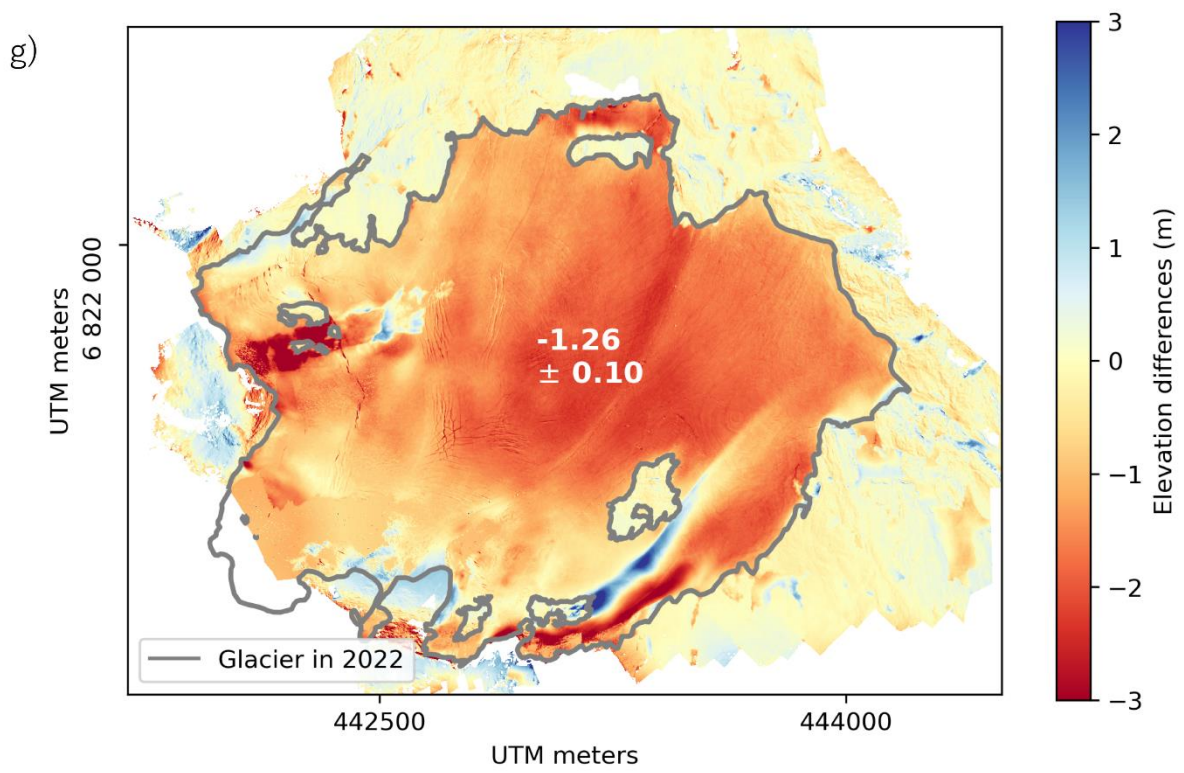 g)
UTM meters
6 822 000
-1.26
± 0.10
Glacier in 2022
442500
444000
UTM meters
3
2
1
0
−1
−2
−3
Elevation differences (m)